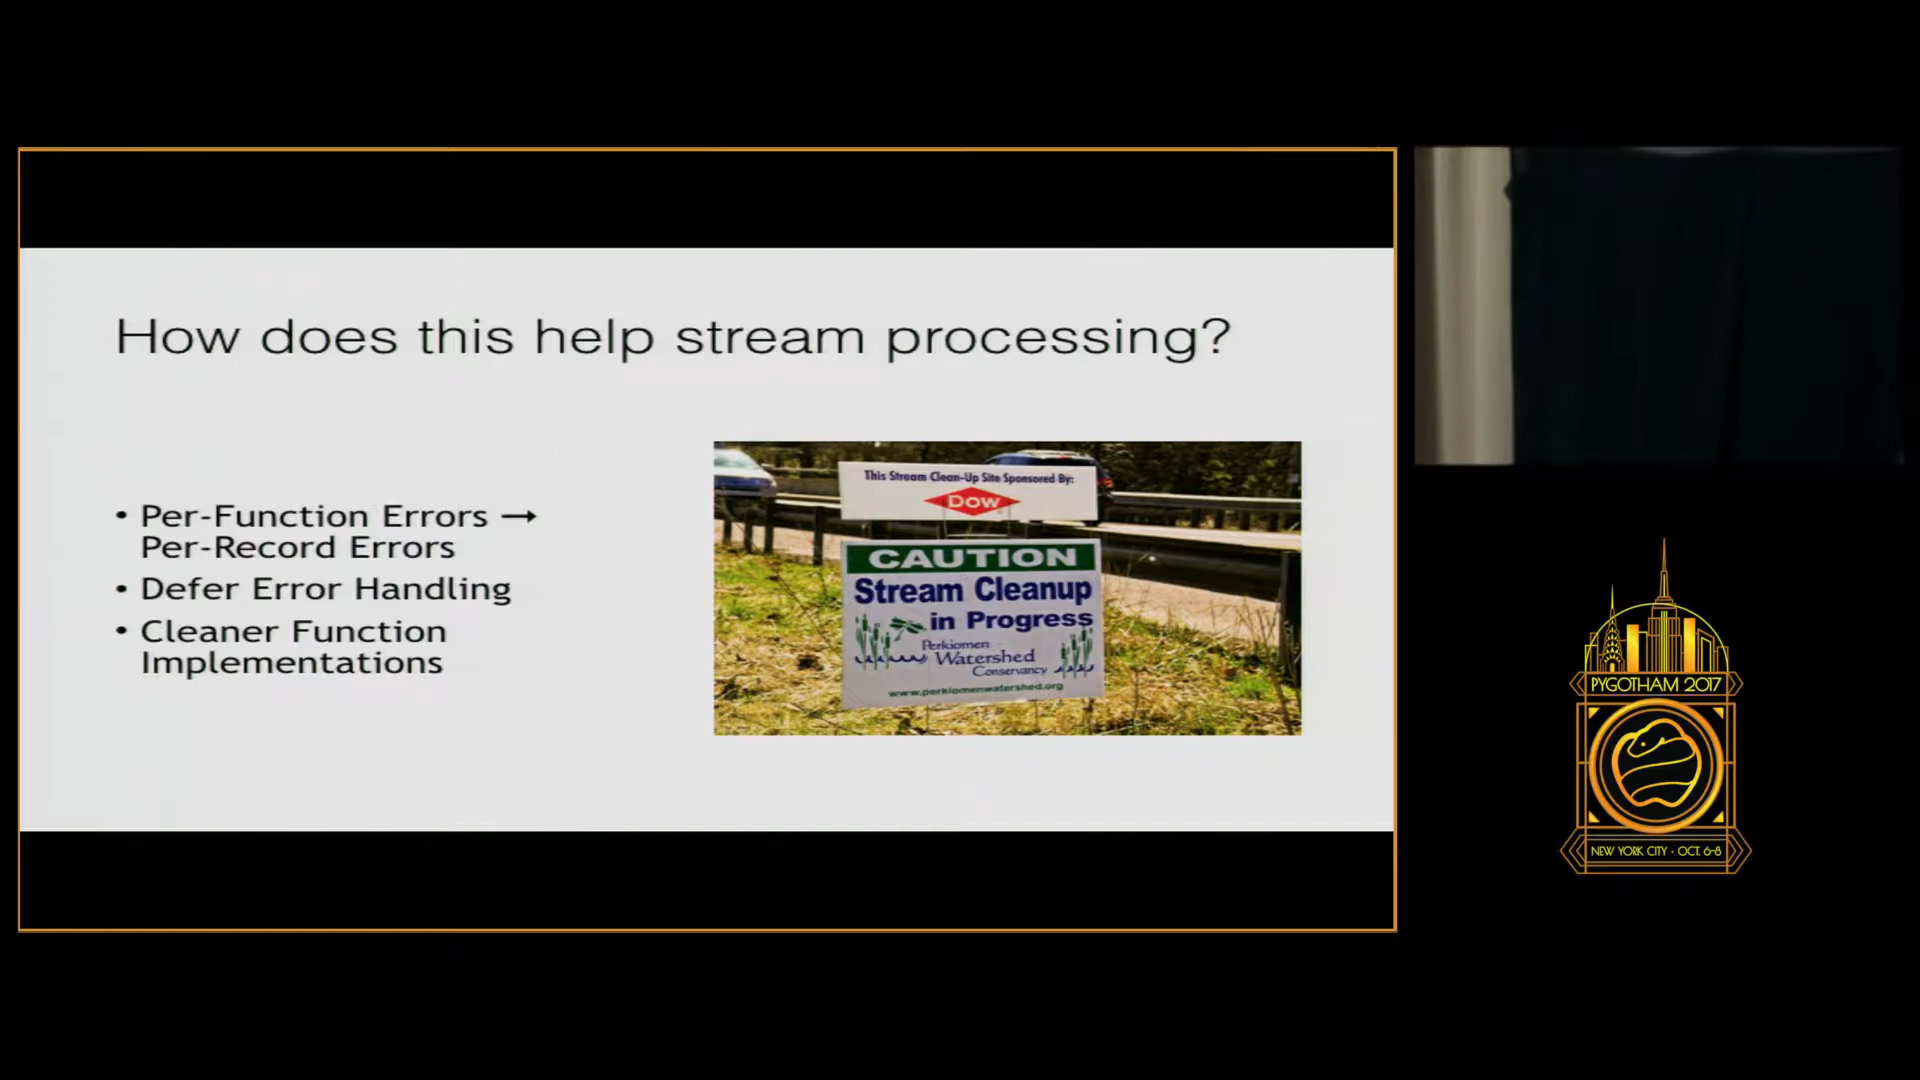 How does this help stream processing?
• Per-Function Errors →
Per-Record Errors
• Defer Error Handling
• Cleaner Function
Implementations
This Stream Clean-Up Site Sponsored By:
Dow
CAUTION
Stream Cleanup
in Progress
Perkiomen
Watershed
Conservancy
www.perkiomenwatershed.org
PYGOTHAM 2017
NEW YORK CITY • OCT. 6-8